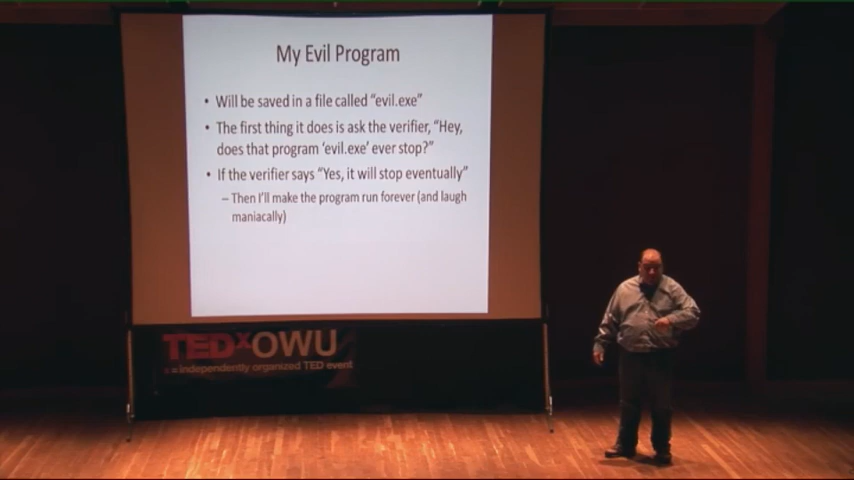 My Evil Program
• Will be saved in a file called “evil.exe”
• The first thing it does is ask the verifier, “Hey,
does that program ‘evil.exe’ ever stop?”
• If the verifier says “Yes, it will stop eventually”
– Then I’ll make the program run forever (and laugh
maniacally)
TEDxOWU
x = independently organized TED event